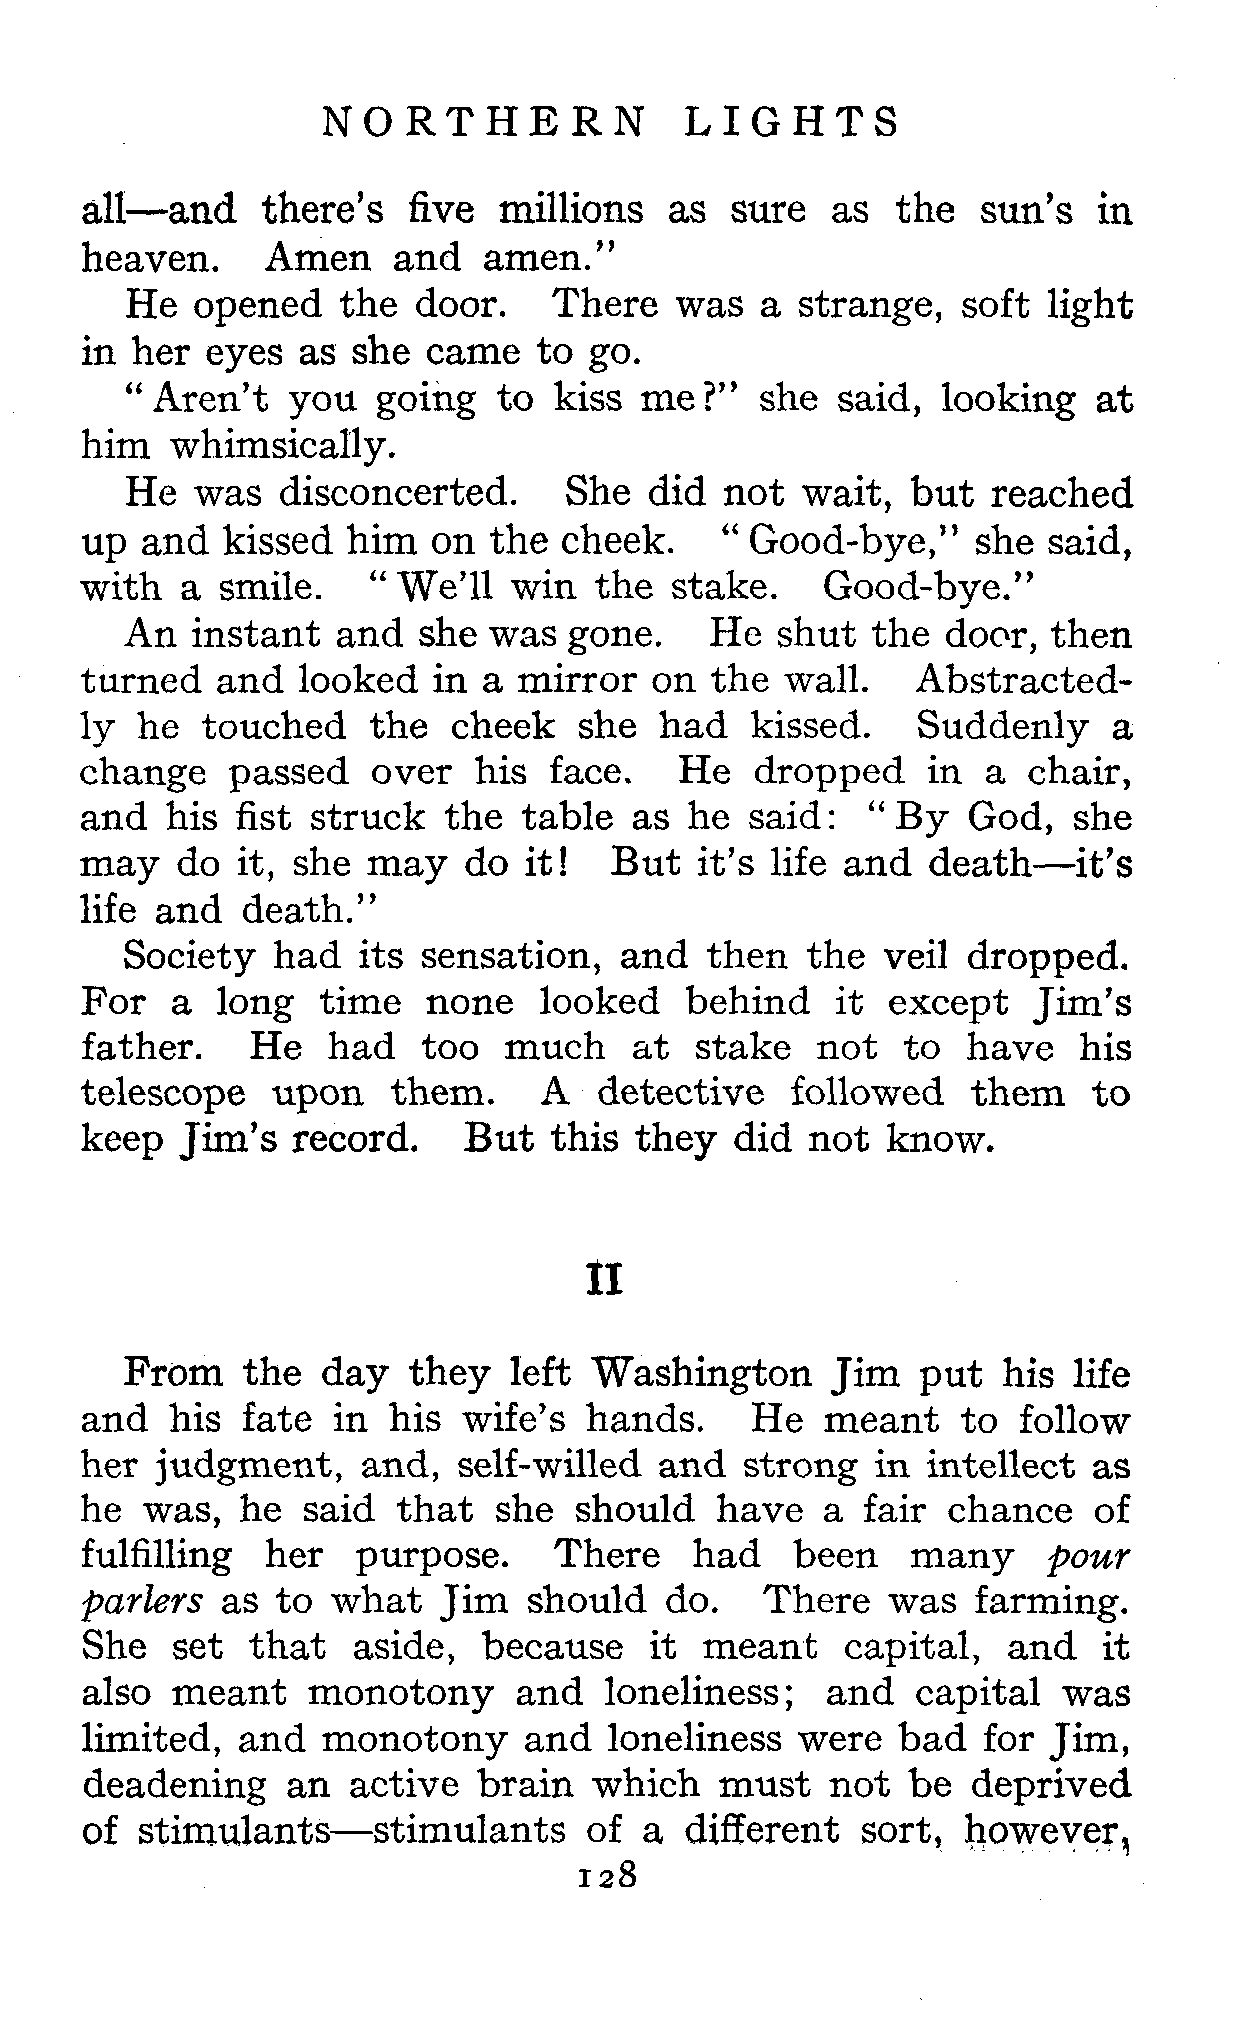 NORTHERN LIGHTS
all—and there's five millions as sure as the sun's in
heaven. Amen and amen."
He opened the door. There was a strange, soft light
in her eyes as she came to go.
"Aren't you going to kiss me?" she said, looking at
him whimsically.
He was disconcerted. She did not wait, but reached
up and kissed him on the cheek. "Good-bye," she said,
with a smile. "We'll win the stake. Good-bye."
An instant and she was gone. He shut the door, then
turned and looked in a mirror on the wall. Abstracted-
ly he touched the cheek she had kissed. Suddenly a
change passed over his face. He dropped in a chair,
and his fist struck the table as he said: "By God, she
may do it, she may do it! But it's life and death—it's
life and death."
Society had its sensation, and then the veil dropped.
For a long time none looked behind it except Jim's
father. He had too much at stake not to have his
telescope upon them. A detective followed them to
keep Jim's record. But this they did not know.
II
From the day they left Washington Jim put his life
and his fate in his wife's hands. He meant to follow
her judgment, and, self-willed and strong in intellect as
he was, he said that she should have a fair chance of
fulfilling her purpose. There had been many pour
parlers as to what Jim should do. There was farming.
She set that aside, because it meant capital, and it
also meant monotony and loneliness; and capital was
limited, and monotony and loneliness were bad for Jim,
deadening an active brain which must not be deprived
of stimulants—stimulants of a different sort, however,
128